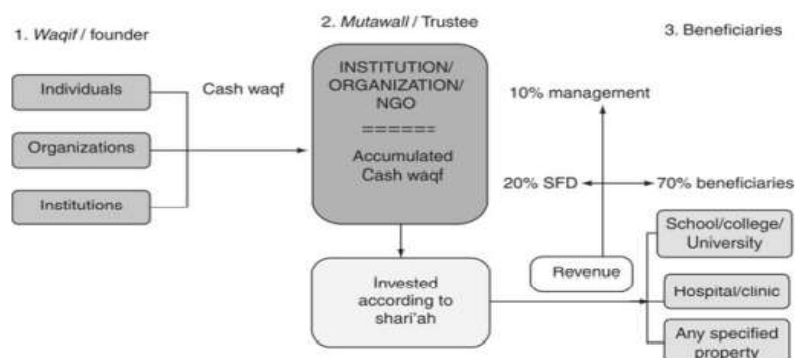 1. Waqif / founder
Individuals
Organizations
Institutions
Cash waqf
2. Mutawall / Trustee
INSTITUTION/
ORGANIZATION/
NGO
======
Accumulated
Cash waqf
Invested
according to
shari'ah
3. Beneficiaries
10% management
20% SFD
70% beneficiaries
Revenue
School/college/
University
Hospital/clinic
Any specified
property